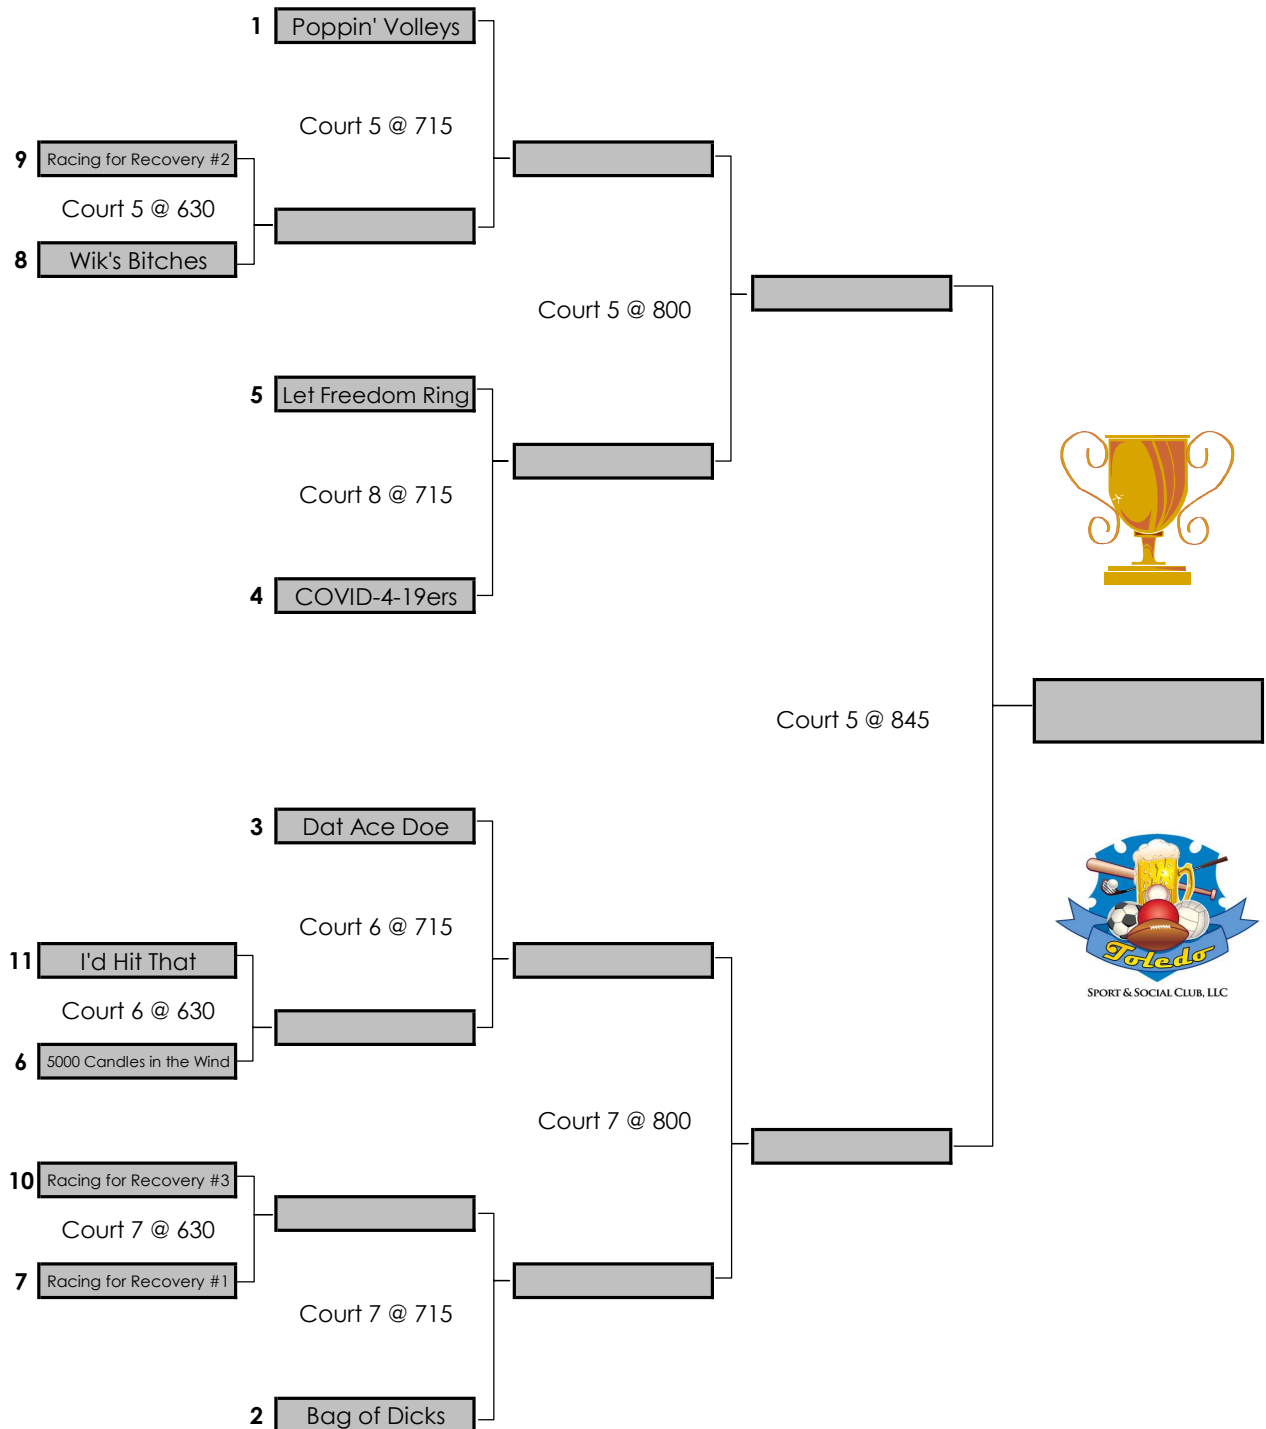 1 Poppin' Volleys
Court 5 @ 715
9 Racing for Recovery #2
Court 5 @ 630
8 Wik's Bitches
Court 5 @ 800
5 Let Freedom Ring
Court 8 @ 715
4 COVID-4-19ers
Court 5 @ 845
3 Dat Ace Doe
Court 6 @ 715
11 I'd Hit That
Court 6 @ 630
6 5000 Candles in the Wind
Court 7 @ 800
10 Racing for Recovery #3
Court 7 @ 630
7 Racing for Recovery #1
Court 7 @ 715
2 Bag of Dicks
Toledo
SPORT & SOCIAL CLUB, LLC